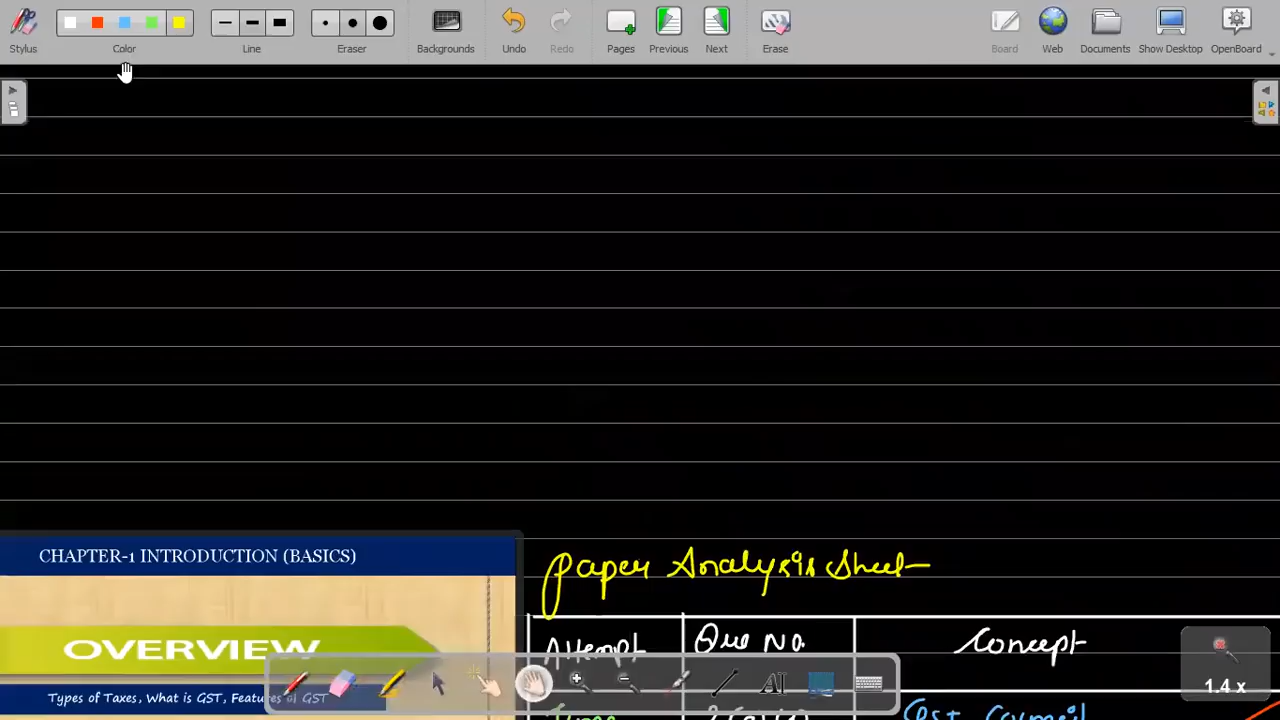 Stylus
Color
Line
Eraser
Backgrounds
Undo
Redo
Pages
Previous
Next
Erase
Board
Web
Documents
Show Desktop
OpenBoard
CHAPTER-1 INTRODUCTION (BASICS)
Paper Analysis Sheet
OVERVIEW
Attempt
Que No.
Concept
1.4 x
Types of Taxes, What is GST, Features of GST
Gst Council